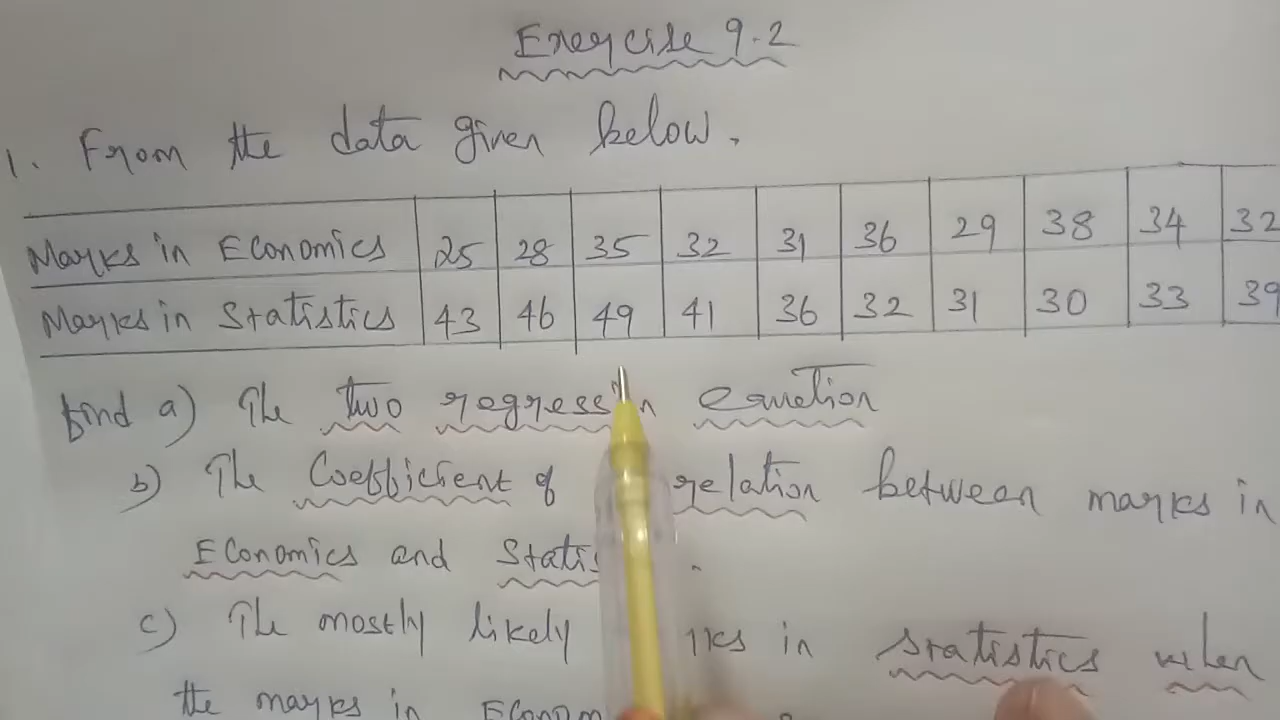 Exercise 9.2
1. From the data given below.
Marks in Economics 25 28 35 32 31 36 29 38 34 32
Marks in Statistics 43 46 49 41 36 32 31 30 33 39
find a) The two regression equation
b) The Coefficient of relation between marks in
Economics and Statis
c) The mostly likely rks in statistics when
the marks in Econom